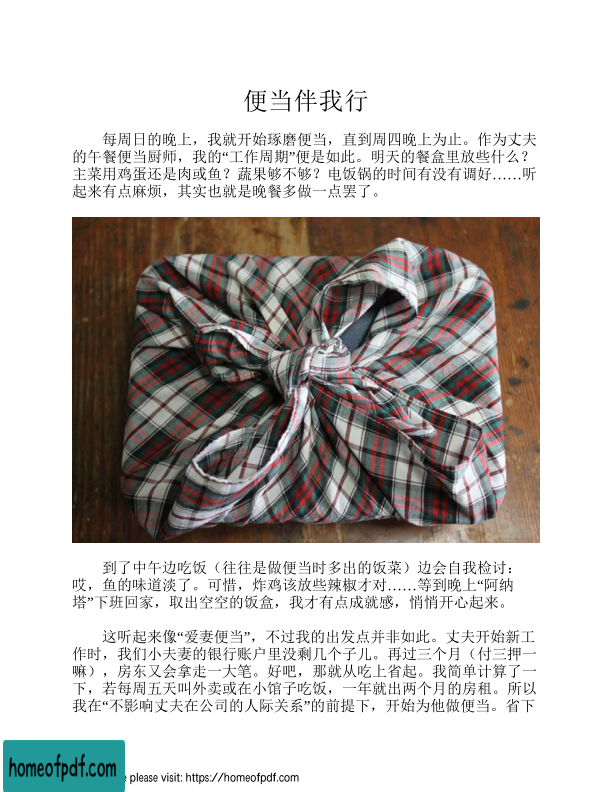 便当伴我行
每周日的晚上，我就开始琢磨便当，直到周四晚上为止。作为丈夫
的午餐便当厨师，我的“工作周期”便是如此。明天的餐盒里放些什么？
主菜用鸡蛋还是肉或鱼？蔬果够不够？电饭锅的时间有没有调好……听
起来有点麻烦，其实也就是晚餐多做一点罢了。
到了中午边吃饭（往往是做便当时多出的饭菜）边会自我检讨：
哎，鱼的味道淡了。可惜，炸鸡该放些辣椒才对……等到晚上“阿纳
塔”下班回家，取出空空的饭盒，我才有点成就感，悄悄开心起来。
这听起来像“爱妻便当”，不过我的出发点并非如此。丈夫开始新工
作时，我们小夫妻的银行账户里没剩几个子儿。再过三个月（付三押一
嘛），房东又会拿走一大笔。好吧，那就从吃上省起。我简单计算了一
下，若每周五天叫外卖或在小馆子吃饭，一年就出两个月的房租。所以
我在“不影响丈夫在公司的人际关系”的前提下，开始为他做便当。省下
homeofpdf.com
e please visit: https://homeofpdf.com